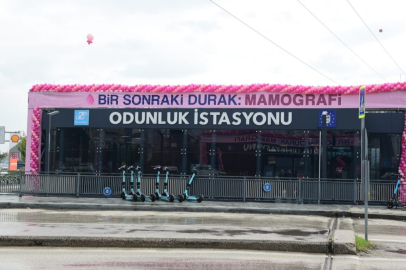 BİR SONRAKİ DURAK: MAMOGRAFİ
ODUNLUK İSTASYONU